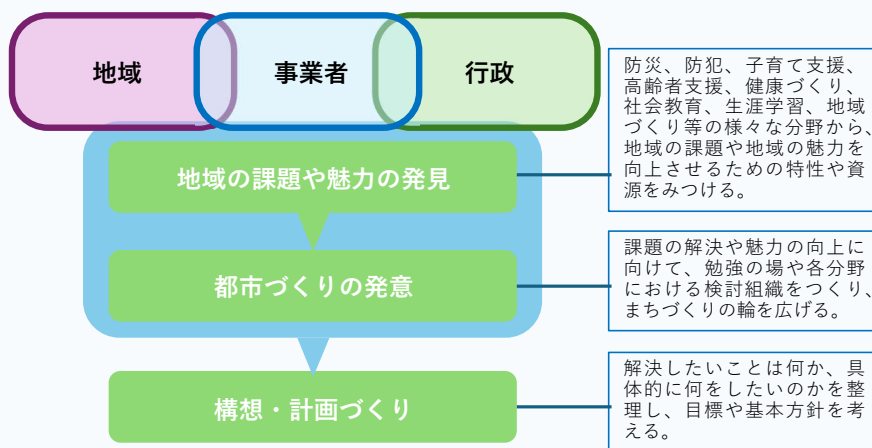 地域
事業者
行政
地域の課題や魅力の発見
防災、防犯、子育て支援、
高齢者支援、健康づくり、
社会教育、生涯学習、地域
づくり等の様々な分野から、
地域の課題や地域の魅力を
向上させるための特性や資
源をみつける。
都市づくりの発意
課題の解決や魅力の向上に
向けて、勉強の場や各分野
における検討組織をつくり、
まちづくりの輪を広げる。
構想・計画づくり
解決したいことは何か、具
体的に何をしたいのかを整
理し、目標や基本方針を考
える。